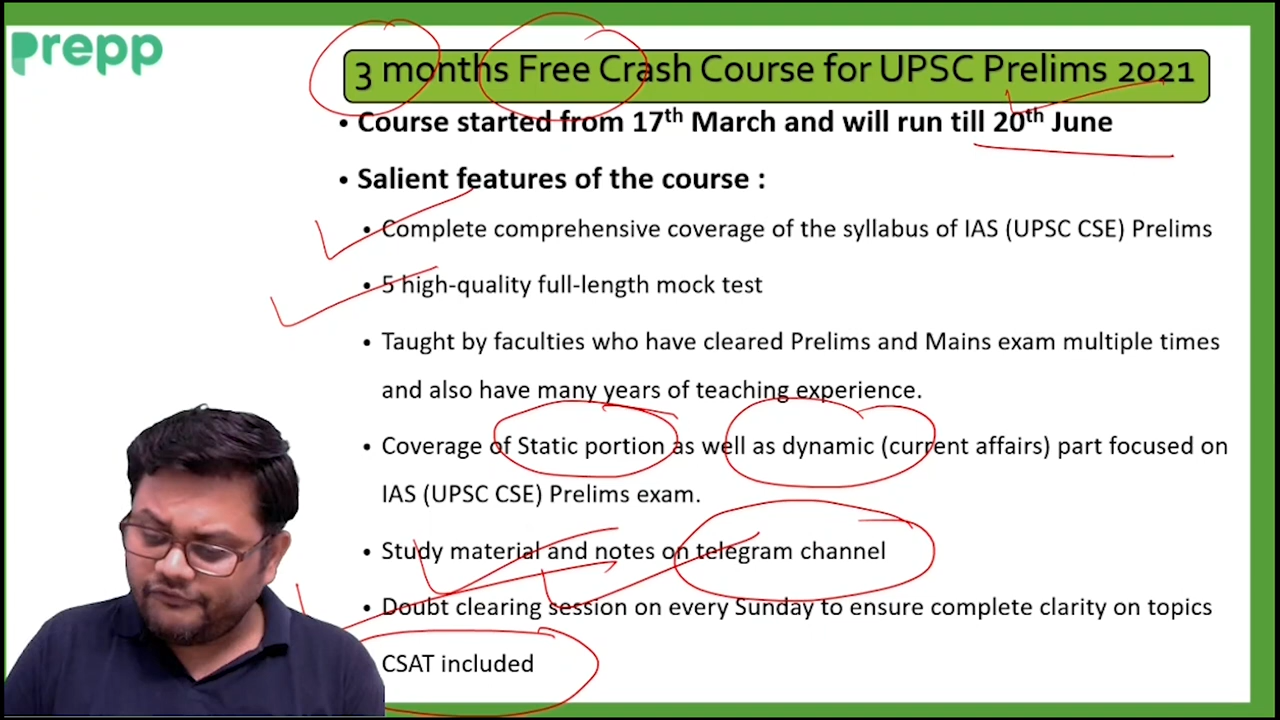 prepp
3 months Free Crash Course for UPSC Prelims 2021
• Course started from 17th March and will run till 20th June
• Salient features of the course :
• Complete comprehensive coverage of the syllabus of IAS (UPSC CSE) Prelims
• 5 high-quality full-length mock test
• Taught by faculties who have cleared Prelims and Mains exam multiple times
and also have many years of teaching experience.
• Coverage of Static portion as well as dynamic (current affairs) part focused on
IAS (UPSC CSE) Prelims exam.
• Study material and notes on telegram channel
• Doubt clearing session on every Sunday to ensure complete clarity on topics
CSAT included